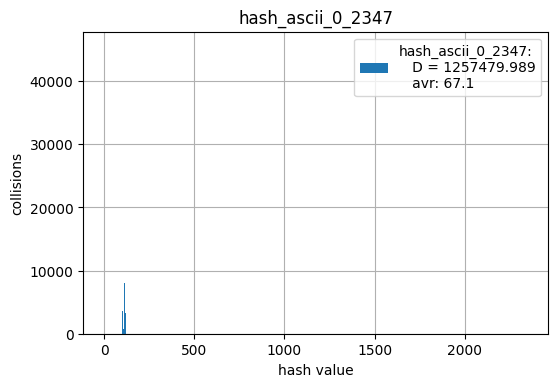 hash_ascii_0_2347
hash_ascii_0_2347:
D = 1257479.989
avr: 67.1
collisions
40000
30000
20000
10000
0
0
500
1000
1500
2000
hash value